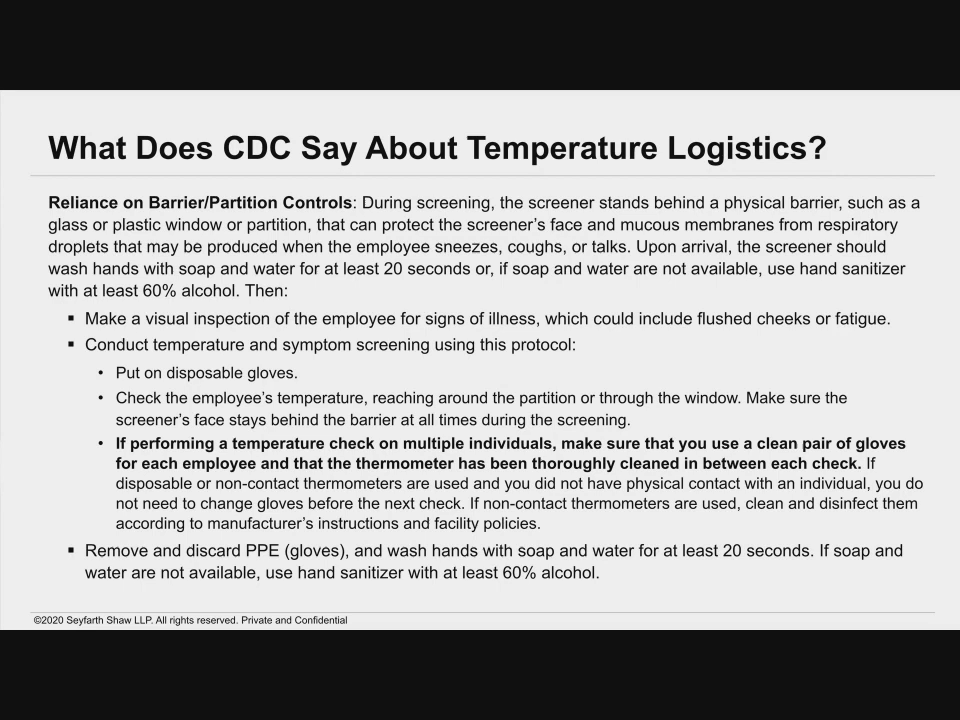 What Does CDC Say About Temperature Logistics?
Reliance on Barrier/Partition Controls: During screening, the screener stands behind a physical barrier, such as a
glass or plastic window or partition, that can protect the screener’s face and mucous membranes from respiratory
droplets that may be produced when the employee sneezes, coughs, or talks. Upon arrival, the screener should
wash hands with soap and water for at least 20 seconds or, if soap and water are not available, use hand sanitizer
with at least 60% alcohol. Then:
▪ Make a visual inspection of the employee for signs of illness, which could include flushed cheeks or fatigue.
▪ Conduct temperature and symptom screening using this protocol:
• Put on disposable gloves.
• Check the employee’s temperature, reaching around the partition or through the window. Make sure the
screener’s face stays behind the barrier at all times during the screening.
• If performing a temperature check on multiple individuals, make sure that you use a clean pair of gloves
for each employee and that the thermometer has been thoroughly cleaned in between each check. If
disposable or non-contact thermometers are used and you did not have physical contact with an individual, you do
not need to change gloves before the next check. If non-contact thermometers are used, clean and disinfect them
according to manufacturer’s instructions and facility policies.
▪ Remove and discard PPE (gloves), and wash hands with soap and water for at least 20 seconds. If soap and
water are not available, use hand sanitizer with at least 60% alcohol.
©2020 Seyfarth Shaw LLP. All rights reserved. Private and Confidential